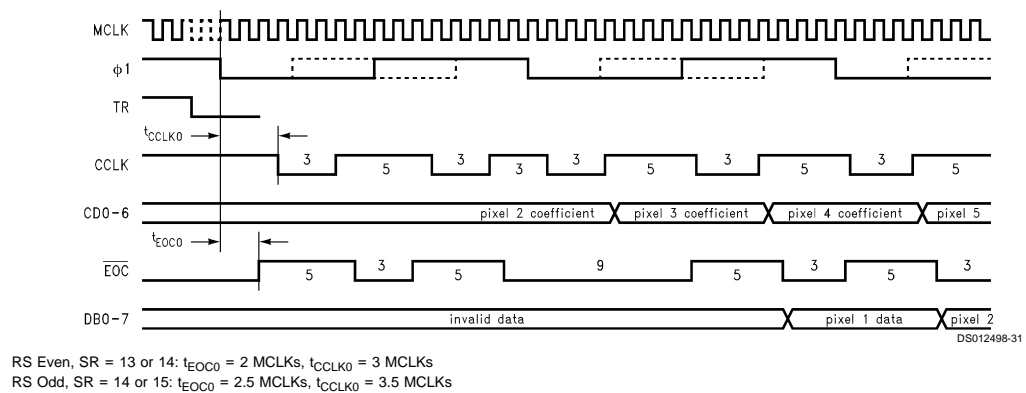 MCLK
ϕ1
TR
tCCLK0
CCLK 3 5 3 3 3 5 3 5 3 5
CD0-6 pixel 2 coefficient pixel 3 coefficient pixel 4 coefficient pixel 5
tEOC0
EOC 5 3 5 9 5 3 5 3
DB0-7 invalid data pixel 1 data pixel 2
DS012498-31
RS Even, SR = 13 or 14: tEOC0 = 2 MCLKs, tCCLK0 = 3 MCLKs
RS Odd, SR = 14 or 15: tEOC0 = 2.5 MCLKs, tCCLK0 = 3.5 MCLKs